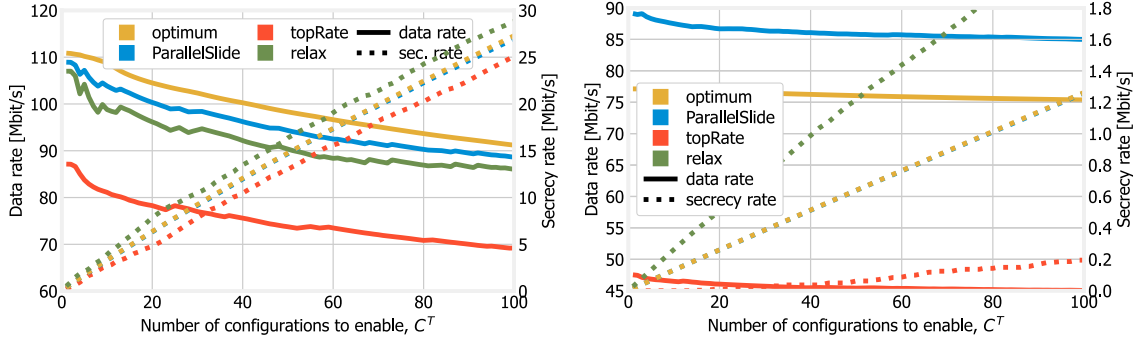 120
110
100
90
80
70
60
Data rate [Mbit/s]
optimum
ParallelSlide
topRate
relax
data rate
sec. rate
30
25
20
15
10
5
0
Secrecy rate [Mbit/s]
0 20 40 60 80 100
Number of configurations to enable, C^T
90
85
80
75
70
65
60
55
50
45
Data rate [Mbit/s]
optimum
ParallelSlide
topRate
relax
data rate
secrecy rate
1.8
1.6
1.4
1.2
1.0
0.8
0.6
0.4
0.2
0.0
Secrecy rate [Mbit/s]
0 20 40 60 80 100
Number of configurations to enable, C^T